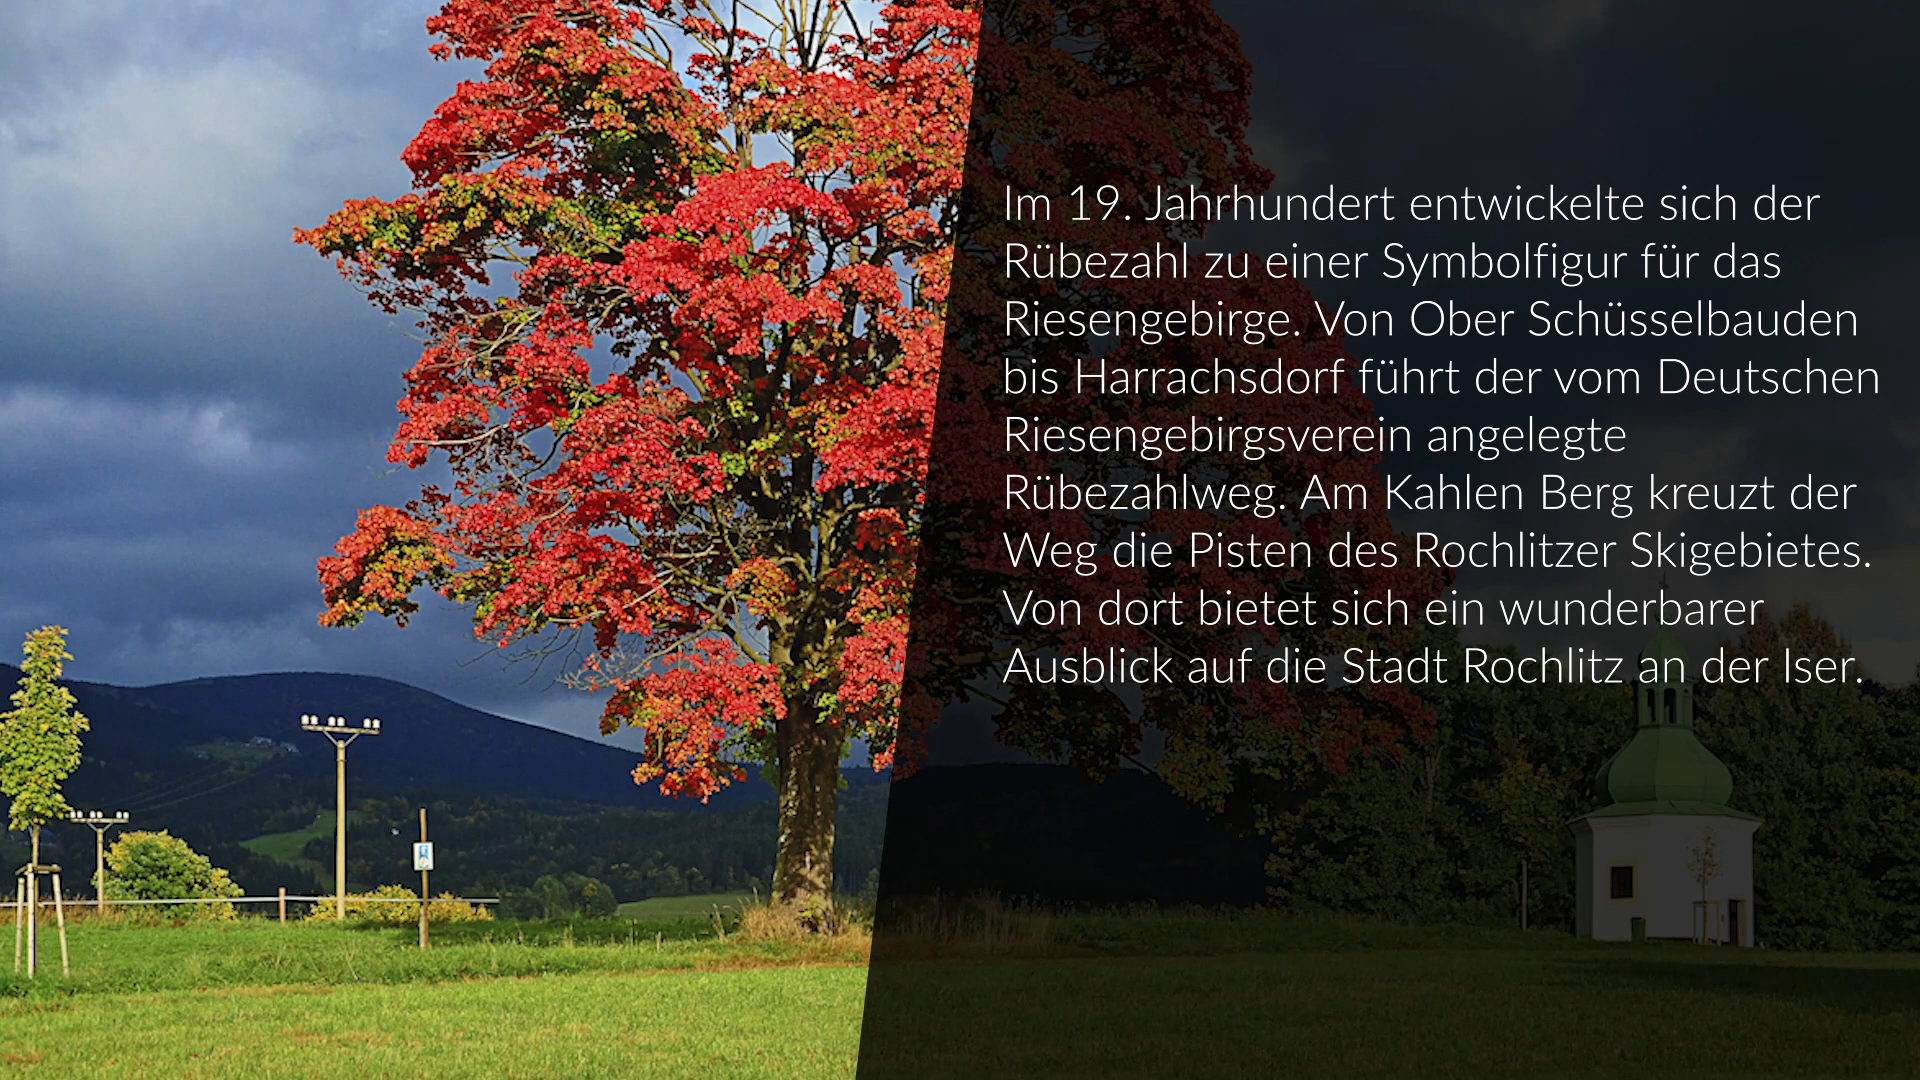 Im 19. Jahrhundert entwickelte sich der
Rübezahl zu einer Symbolfigur für das
Riesengebirge. Von Ober Schüsselbauden
bis Harrachsdorf führt der vom Deutschen
Riesengebirgsverein angelegte
Rübezahlweg. Am Kahlen Berg kreuzt der
Weg die Pisten des Rochlitzer Skigebietes.
Von dort bietet sich ein wunderbarer
Ausblick auf die Stadt Rochlitz an der Iser.